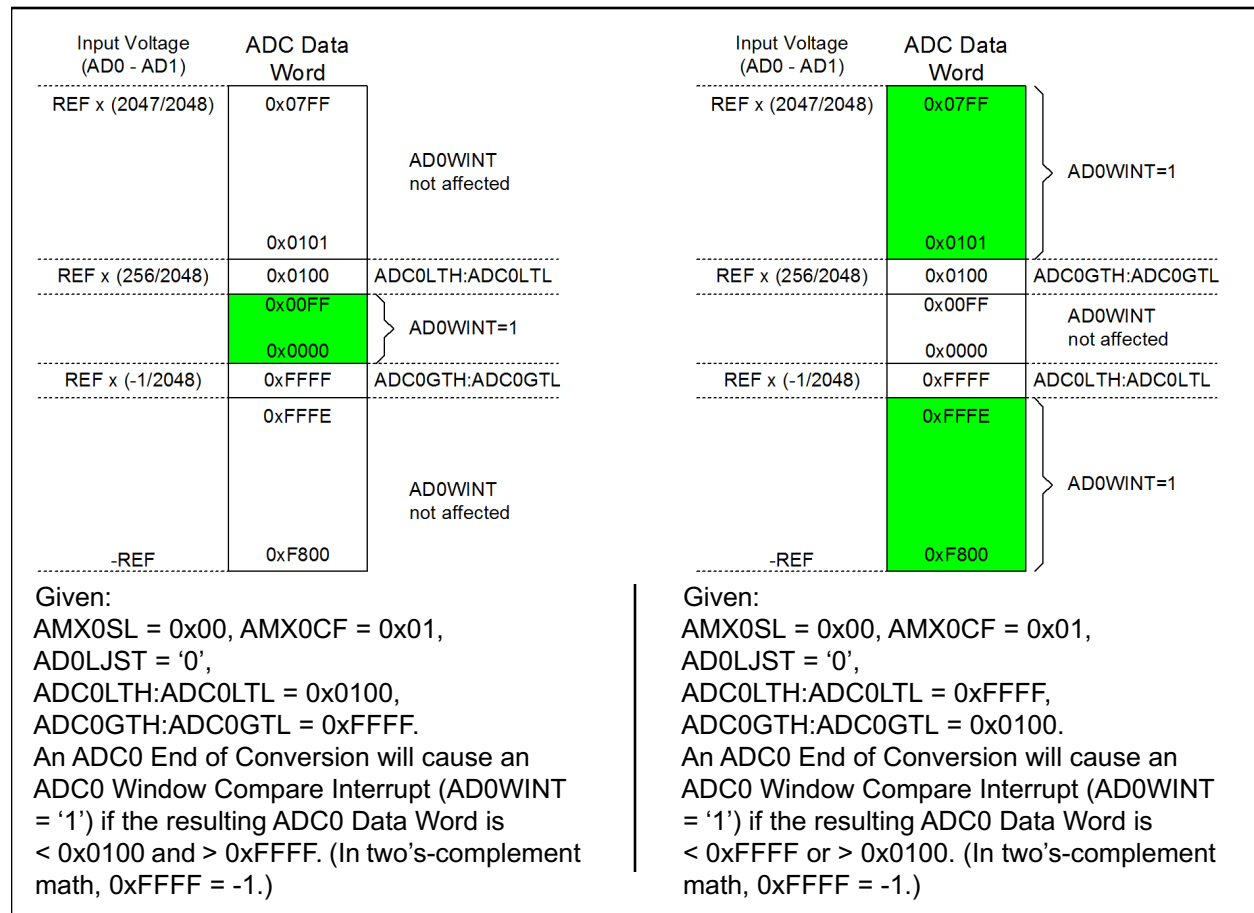 Input Voltage
(AD0 - AD1)
ADC Data
Word
REF x (2047/2048)
0x07FF
AD0WINT
not affected
0x0101
REF x (256/2048)
0x0100
ADC0LTH:ADC0LTL
0x00FF
AD0WINT=1
0x0000
REF x (-1/2048)
0xFFFF
ADC0GTH:ADC0GTL
0xFFFE
AD0WINT
not affected
-REF
0xF800
Given:
AMX0SL = 0x00, AMX0CF = 0x01,
AD0LJST = ‘0’,
ADC0LTH:ADC0LTL = 0x0100,
ADC0GTH:ADC0GTL = 0xFFFF.
An ADC0 End of Conversion will cause an
ADC0 Window Compare Interrupt (AD0WINT
= ‘1’) if the resulting ADC0 Data Word is
< 0x0100 and > 0xFFFF. (In two’s-complement
math, 0xFFFF = -1.)
Input Voltage
(AD0 - AD1)
ADC Data
Word
REF x (2047/2048)
0x07FF
AD0WINT=1
0x0101
REF x (256/2048)
0x0100
ADC0GTH:ADC0GTL
0x00FF
AD0WINT
not affected
0x0000
REF x (-1/2048)
0xFFFF
ADC0LTH:ADC0LTL
0xFFFE
AD0WINT=1
-REF
0xF800
Given:
AMX0SL = 0x00, AMX0CF = 0x01,
AD0LJST = ‘0’,
ADC0LTH:ADC0LTL = 0xFFFF,
ADC0GTH:ADC0GTL = 0x0100.
An ADC0 End of Conversion will cause an
ADC0 Window Compare Interrupt (AD0WINT
= ‘1’) if the resulting ADC0 Data Word is
< 0xFFFF or > 0x0100. (In two’s-complement
math, 0xFFFF = -1.)